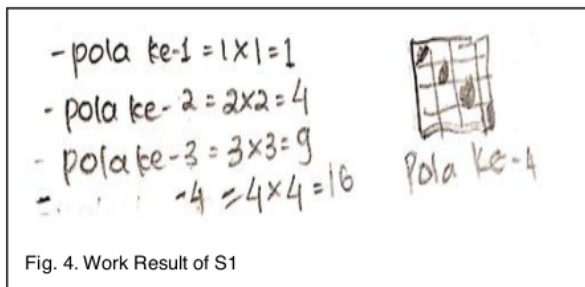 - pola ke-1 = 1x1=1
- pola ke-2 = 2x2=4
- pola ke-3 = 3x3=9
- -4 = 4x4=16
Pola ke-4
Fig. 4. Work Result of S1